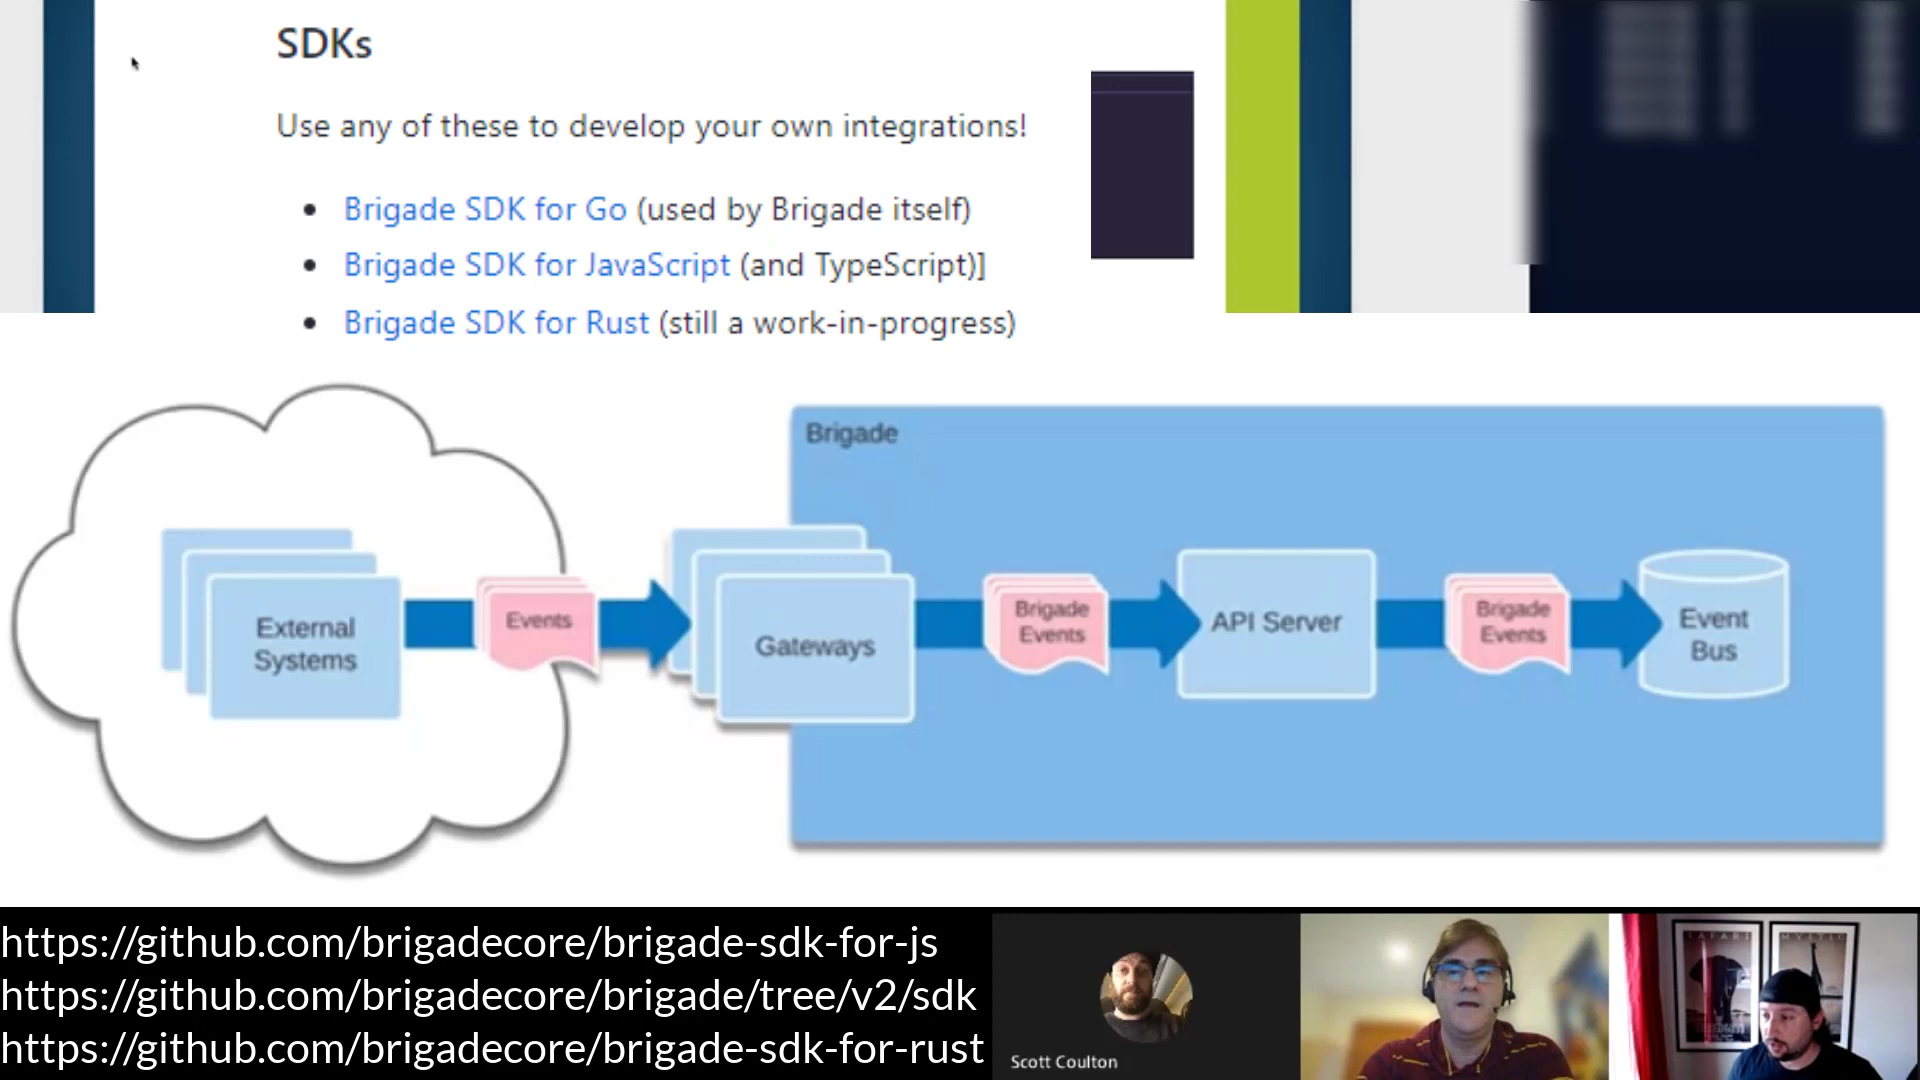 SDKs
Use any of these to develop your own integrations!
Brigade SDK for Go (used by Brigade itself)
Brigade SDK for JavaScript (and TypeScript)]
Brigade SDK for Rust (still a work-in-progress)
Brigade
External
Systems
Events
Gateways
Brigade
Events
API Server
Brigade
Events
Event
Bus
https://github.com/brigadecore/brigade-sdk-for-js
https://github.com/brigadecore/brigade/tree/v2/sdk
https://github.com/brigadecore/brigade-sdk-for-rust
Scott Coulton